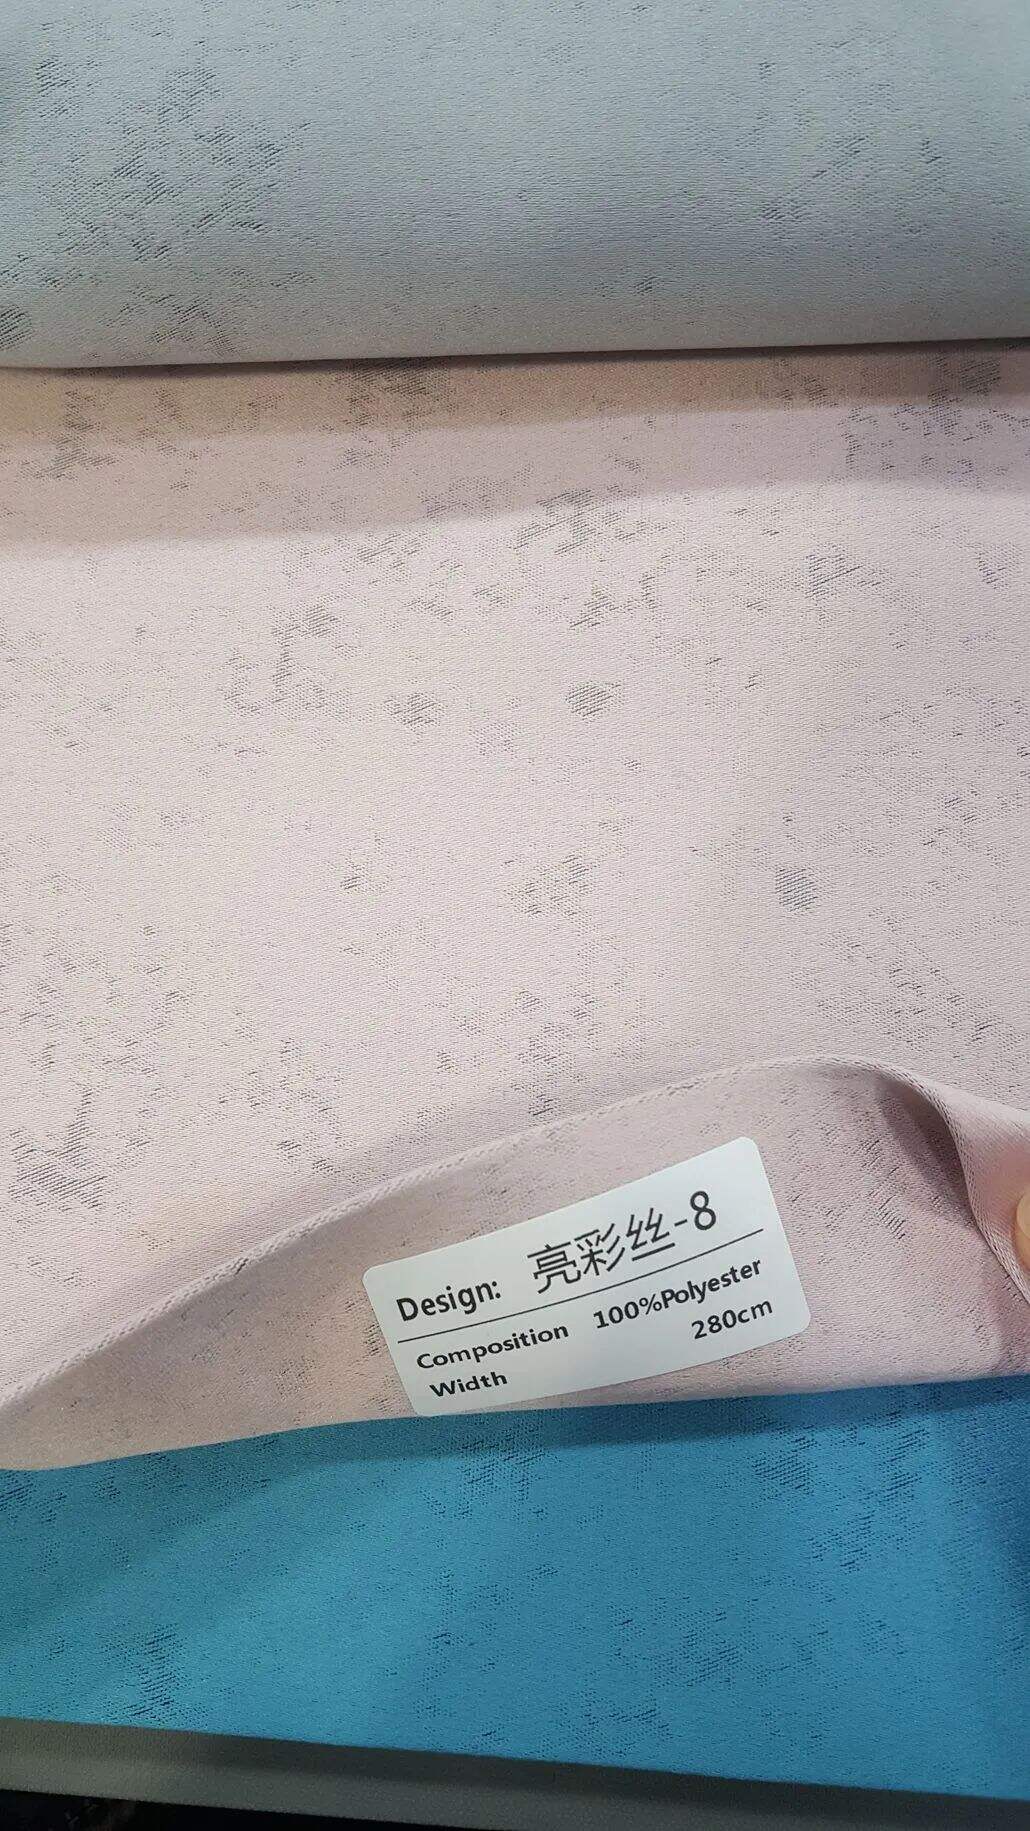 Design: 亮彩丝-8
Composition 100%Polyester
Width 280cm